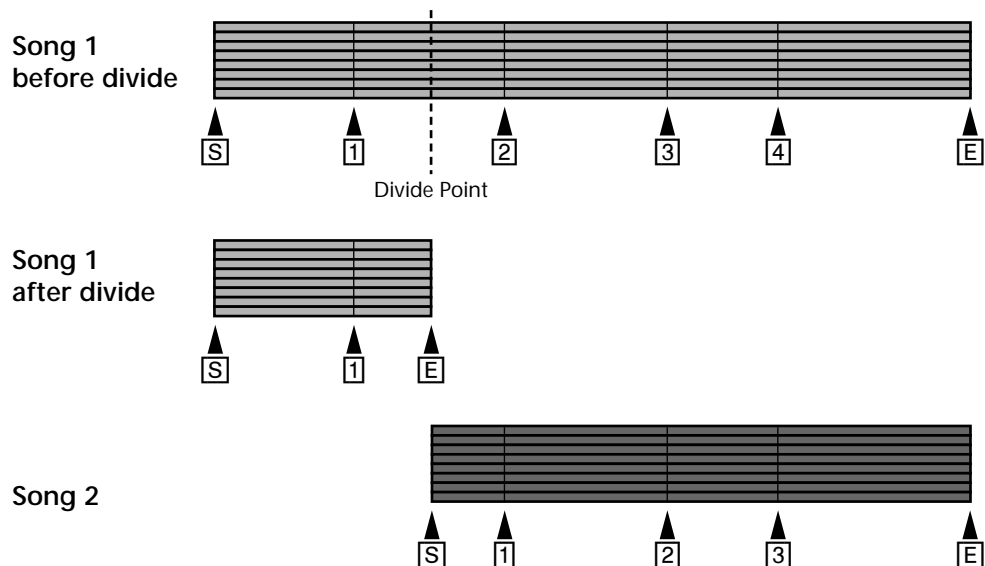 Song 1
before divide
S 1 2 3 4 E
Divide Point
Song 1
after divide
S 1 E
Song 2
S 1 2 3 E